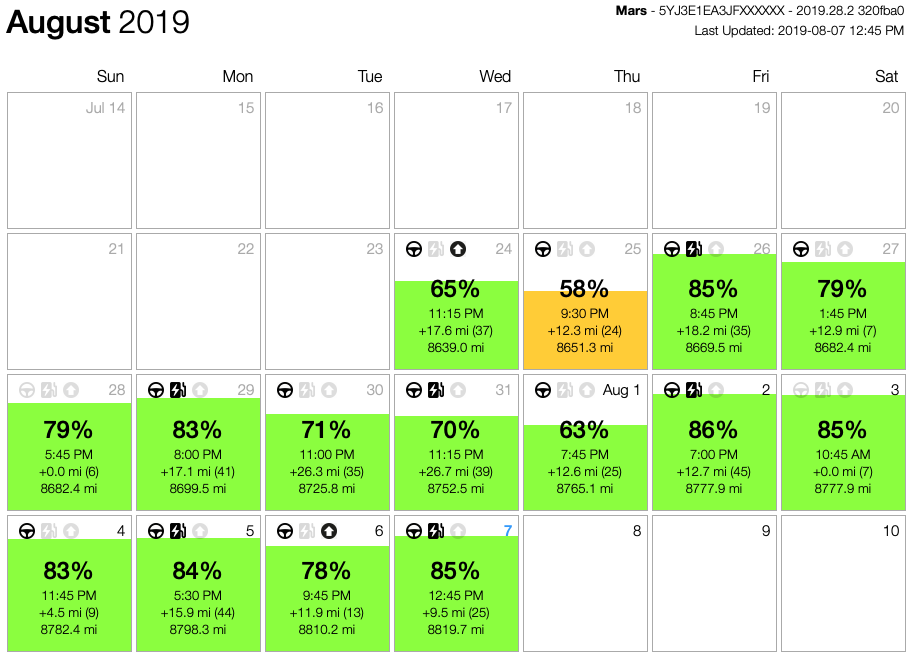 August 2019
Mars - 5YJ3E1EA3JFXXXXXX - 2019.28.2 320fba0
Last Updated: 2019-08-07 12:45 PM
Sun Mon Tue Wed Thu Fri Sat
Jul 14 15 16 17 18 19 20
21 22 23 24 25 26 27
65% 58% 85% 79%
11:15 PM 9:30 PM 8:45 PM 1:45 PM
+17.6 mi (37) +12.3 mi (24) +18.2 mi (35) +12.9 mi (7)
8639.0 mi 8651.3 mi 8669.5 mi 8682.4 mi
28 29 30 31 Aug 1 2 3
79% 83% 71% 70% 63% 86% 85%
5:45 PM 8:00 PM 11:00 PM 11:15 PM 7:45 PM 7:00 PM 10:45 AM
+0.0 mi (6) +17.1 mi (41) +26.3 mi (35) +26.7 mi (39) +12.6 mi (25) +12.7 mi (45) +0.0 mi (7)
8682.4 mi 8699.5 mi 8725.8 mi 8752.5 mi 8765.1 mi 8777.9 mi 8777.9 mi
4 5 6 7 8 9 10
83% 84% 78% 85%
11:45 PM 5:30 PM 9:45 PM 12:45 PM
+4.5 mi (9) +15.9 mi (44) +11.9 mi (13) +9.5 mi (25)
8782.4 mi 8798.3 mi 8810.2 mi 8819.7 mi